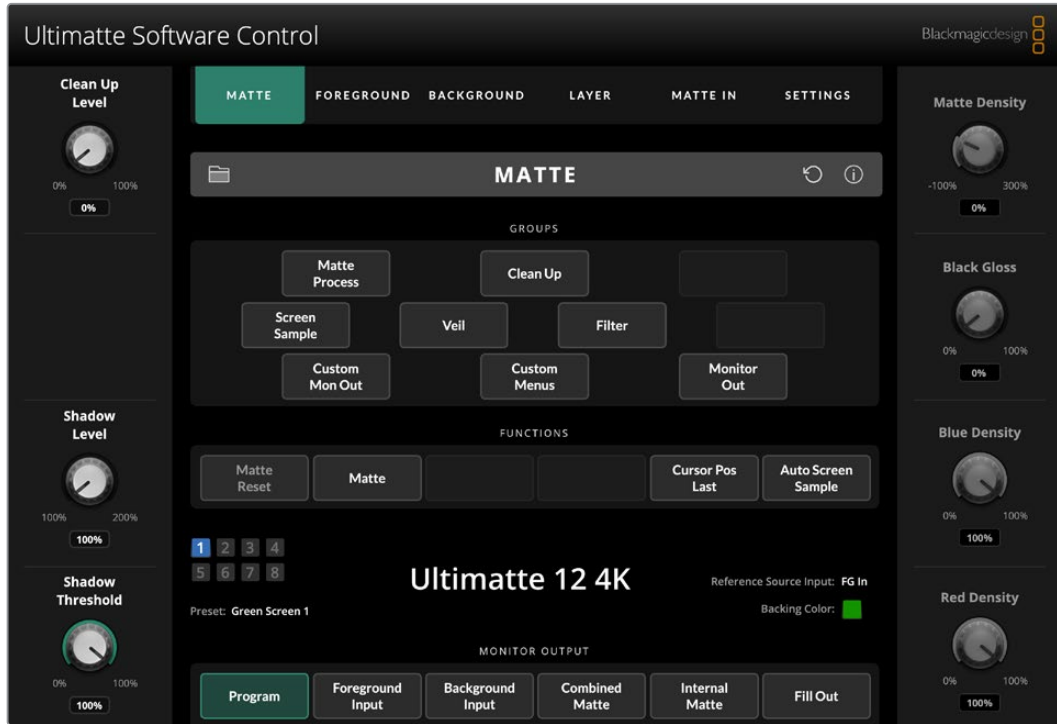 Ultimatte Software Control
Blackmagicdesign
Clean Up
Level
0% 100%
0%
Shadow
Level
100% 200%
100%
Shadow
Threshold
0% 100%
100%
MATTE FOREGROUND BACKGROUND LAYER MATTE IN SETTINGS
MATTE
GROUPS
Matte
Process
Clean Up
Screen
Sample
Veil
Filter
Custom
Mon Out
Custom
Menus
Monitor
Out
FUNCTIONS
Matte
Reset
Matte
Cursor Pos
Last
Auto Screen
Sample
1 2 3 4
5 6 7 8
Preset: Green Screen 1
Ultimatte 12 4K
Reference Source Input: FG In
Backing Color:
MONITOR OUTPUT
Program
Foreground
Input
Background
Input
Combined
Matte
Internal
Matte
Fill Out
Matte Density
-100% 300%
0%
Black Gloss
0% 100%
0%
Blue Density
0% 100%
100%
Red Density
0% 100%
100%